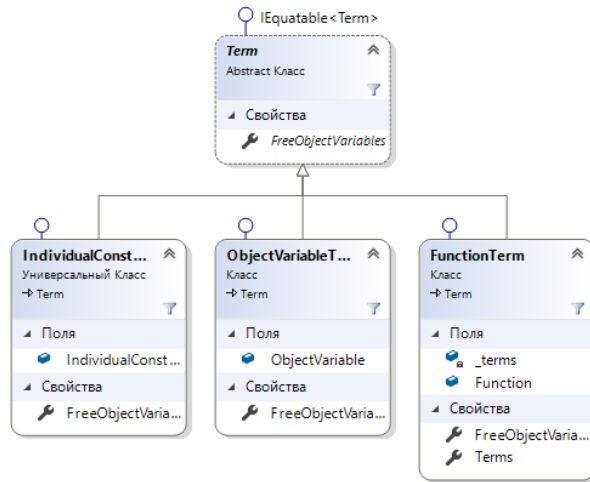 IEquatable<Term>
Term
Abstract Класс
Свойства
FreeObjectVariables
IndividualConst...
Универсальный Класс
Term
Поля
IndividualConst...
Свойства
FreeObjectVaria...
ObjectVariableT...
Класс
Term
Поля
ObjectVariable
Свойства
FreeObjectVaria...
FunctionTerm
Класс
Term
Поля
_terms
Function
Свойства
FreeObjectVaria...
Terms